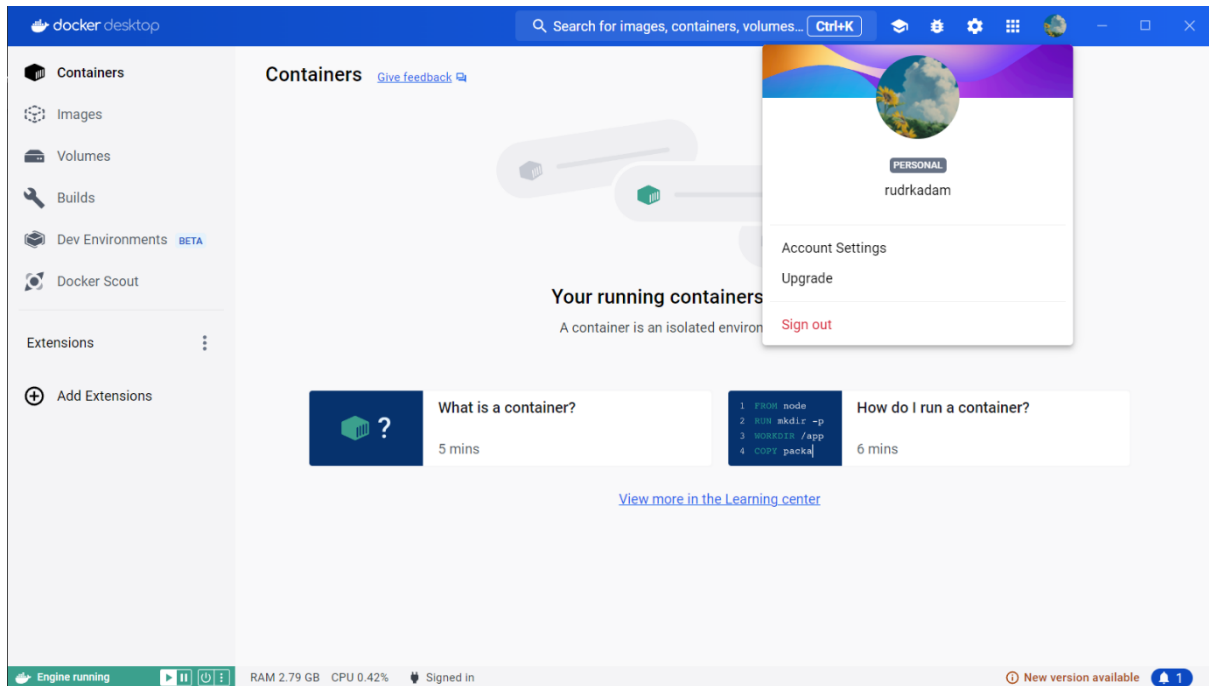 docker desktop
Search for images, containers, volumes... Ctrl+K
Containers
Images
Volumes
Builds
Dev Environments BETA
Docker Scout
Extensions
Add Extensions
Containers Give feedback
PERSONAL
rudrkadam
Account Settings
Upgrade
Sign out
Your running containers
A container is an isolated environ
What is a container?
5 mins
?
1 FROM node
2 RUN mkdir -p
3 WORKDIR /app
4 COPY packa
How do I run a container?
6 mins
View more in the Learning center
Engine running
RAM 2.79 GB CPU 0.42% Signed in
New version available 1